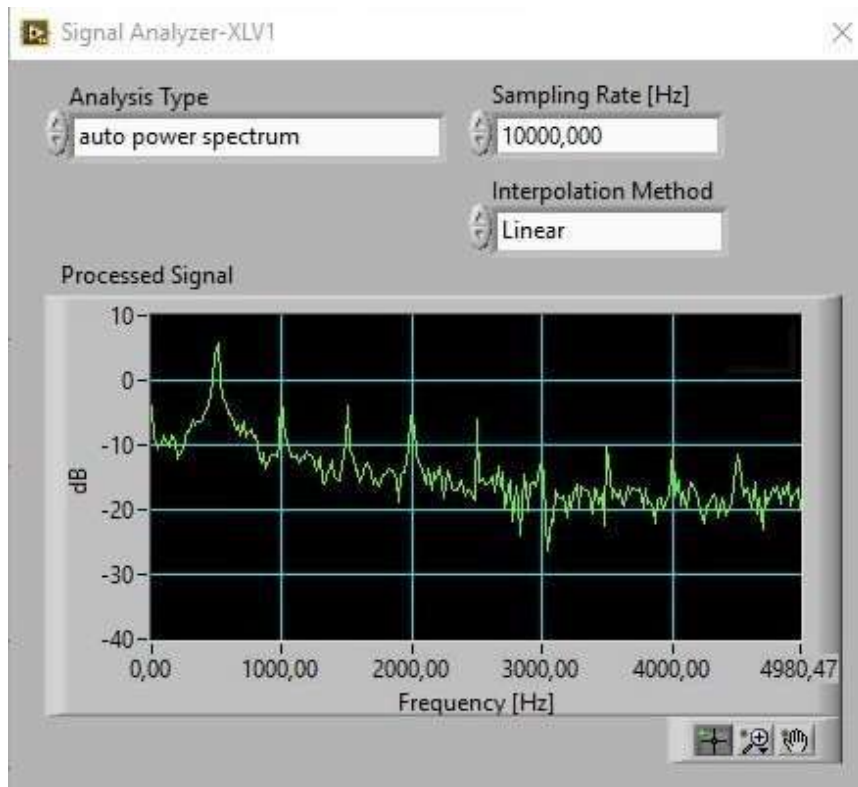 Signal Analyzer-XLV1
Analysis Type
Sampling Rate [Hz]
auto power spectrum
10000,000
Interpolation Method
Linear
Processed Signal
10
0
-10
-20
-30
-40
dB
0,00 1000,00 2000,00 3000,00 4000,00 4980,47
Frequency [Hz]